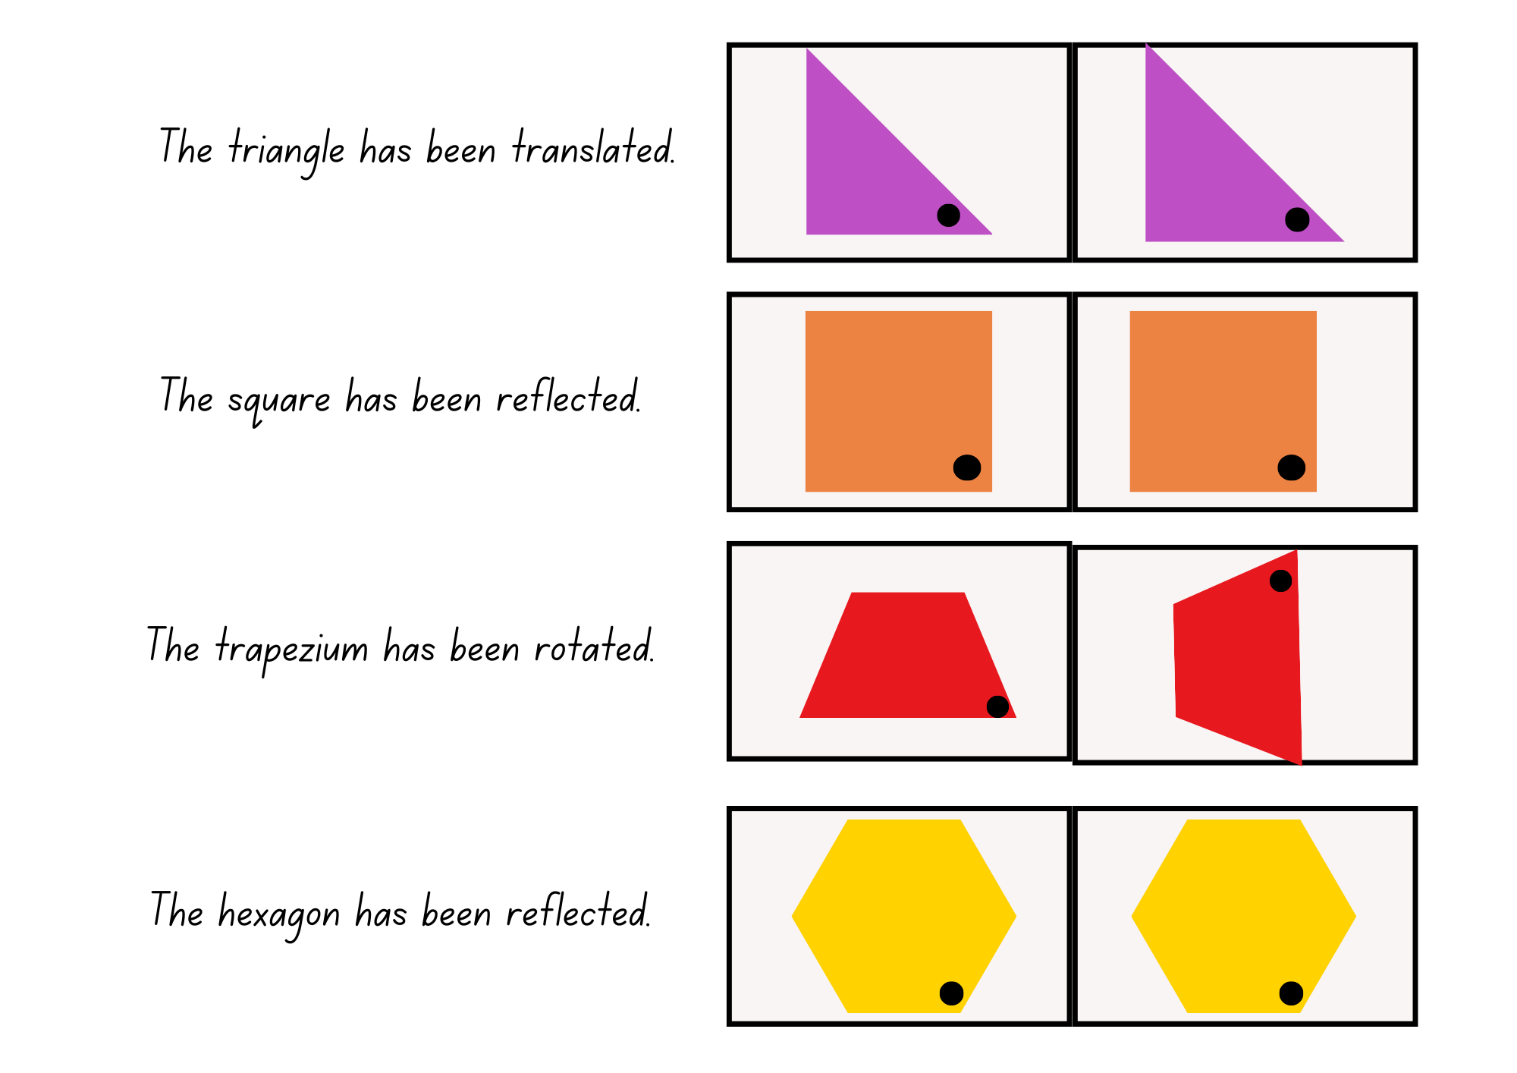 The triangle has been translated.
The square has been reflected.
The trapezium has been rotated.
The hexagon has been reflected.